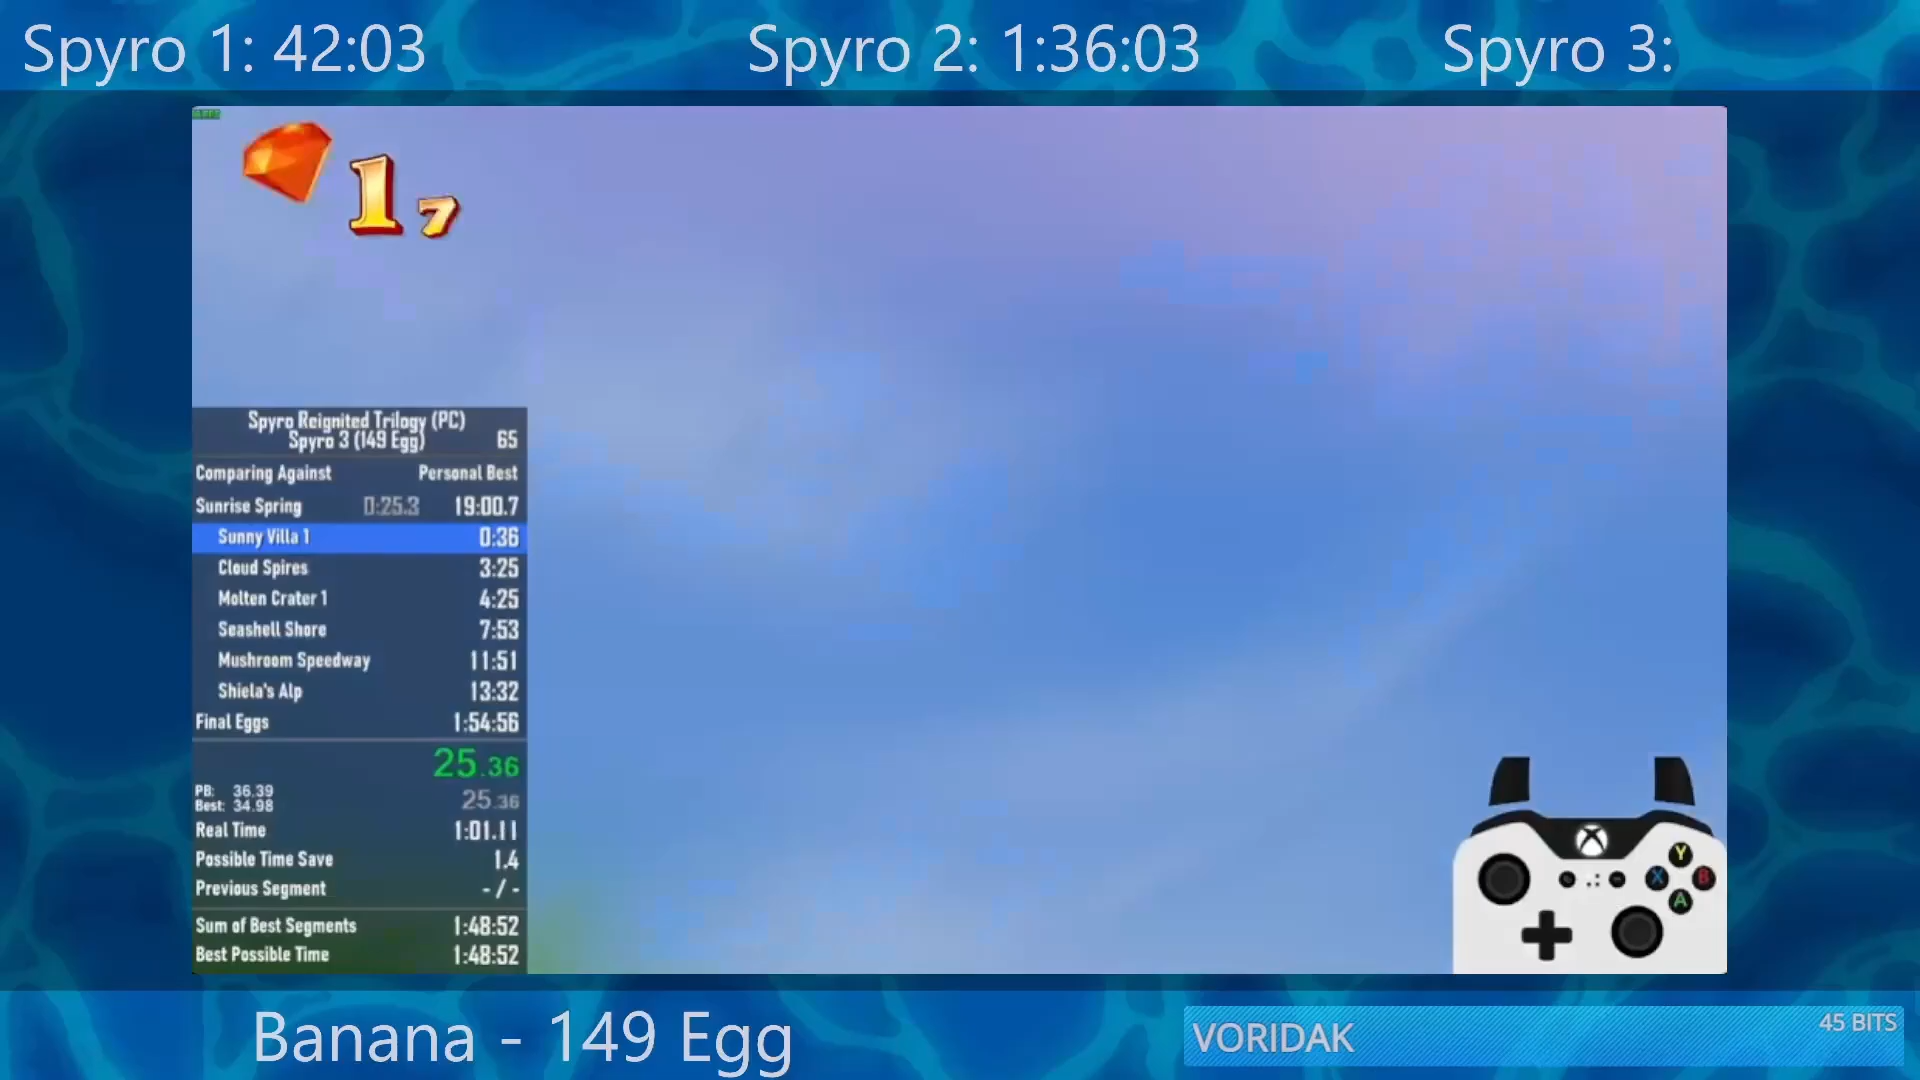 Spyro 1: 42:03 Spyro 2: 1:36:03 Spyro 3:
17
Spyro Reignited Trilogy (PC)
Spyro 3 (149 Egg) 65
Comparing Against Personal Best
Sunrise Spring 0:25.3 19:00.7
Sunny Villa 1 0:36
Cloud Spires 3:25
Molten Crater 1 4:25
Seashell Shore 7:53
Mushroom Speedway 11:51
Shiela's Alp 13:32
Final Eggs 1:54:56
25.36
PB: 36.39
Best: 34.98 25.36
Real Time 1:01.11
Possible Time Save 1.4
Previous Segment - / -
Sum of Best Segments 1:48:52
Best Possible Time 1:48:52
Y
X B
A
Banana - 149 Egg
VORIDAK 45 BITS